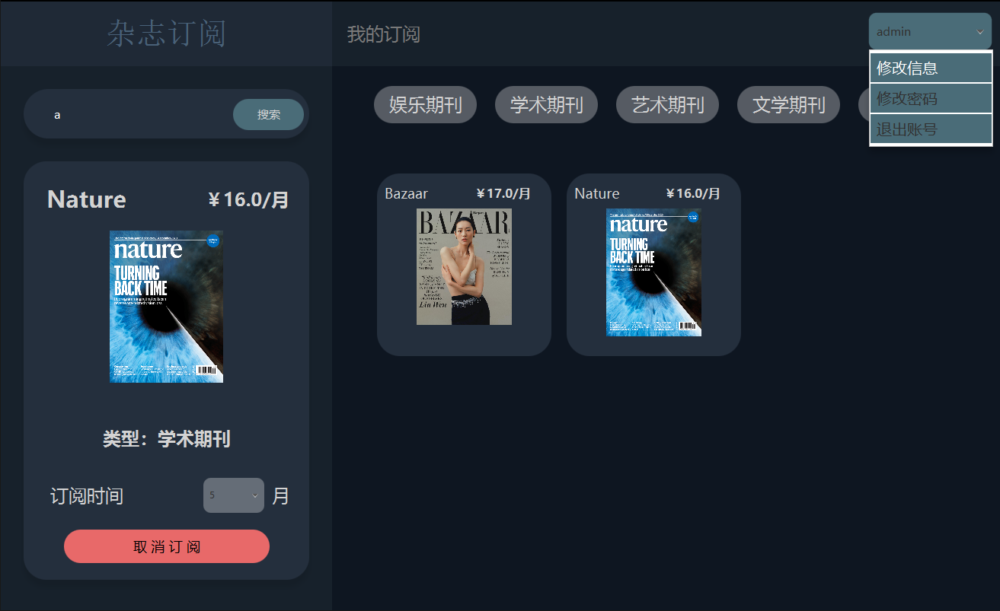 杂志订阅
我的订阅
admin
修改信息
修改密码
退出账号
a
搜索
娱乐期刊
学术期刊
艺术期刊
文学期刊
Nature
¥16.0/月
nature
TURNING
BACK TIME
类型：学术期刊
订阅时间
5
月
取消订阅
Bazaar
¥17.0/月
BAZAAR
Lin Wen
Nature
¥16.0/月
nature
TURNING
BACK TIME